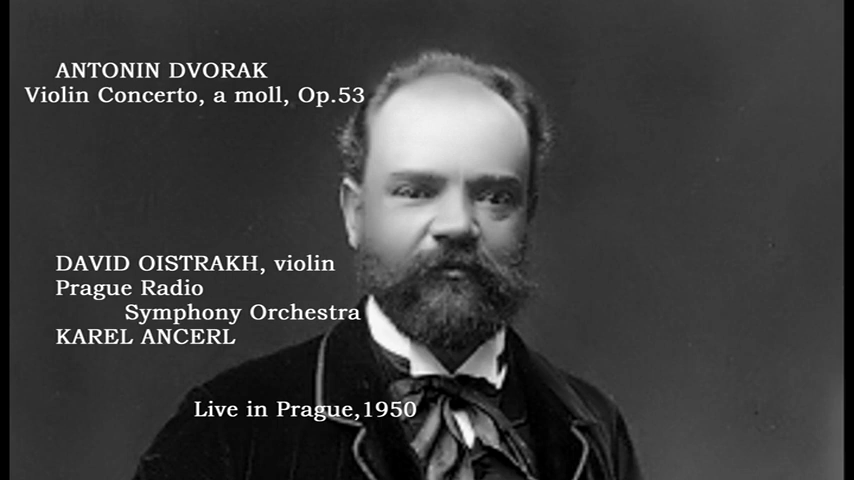 ANTONIN DVORAK
Violin Concerto, a moll, Op.53
DAVID OISTRAKH, violin
Prague Radio
Symphony Orchestra
KAREL ANCERL
Live in Prague,1950